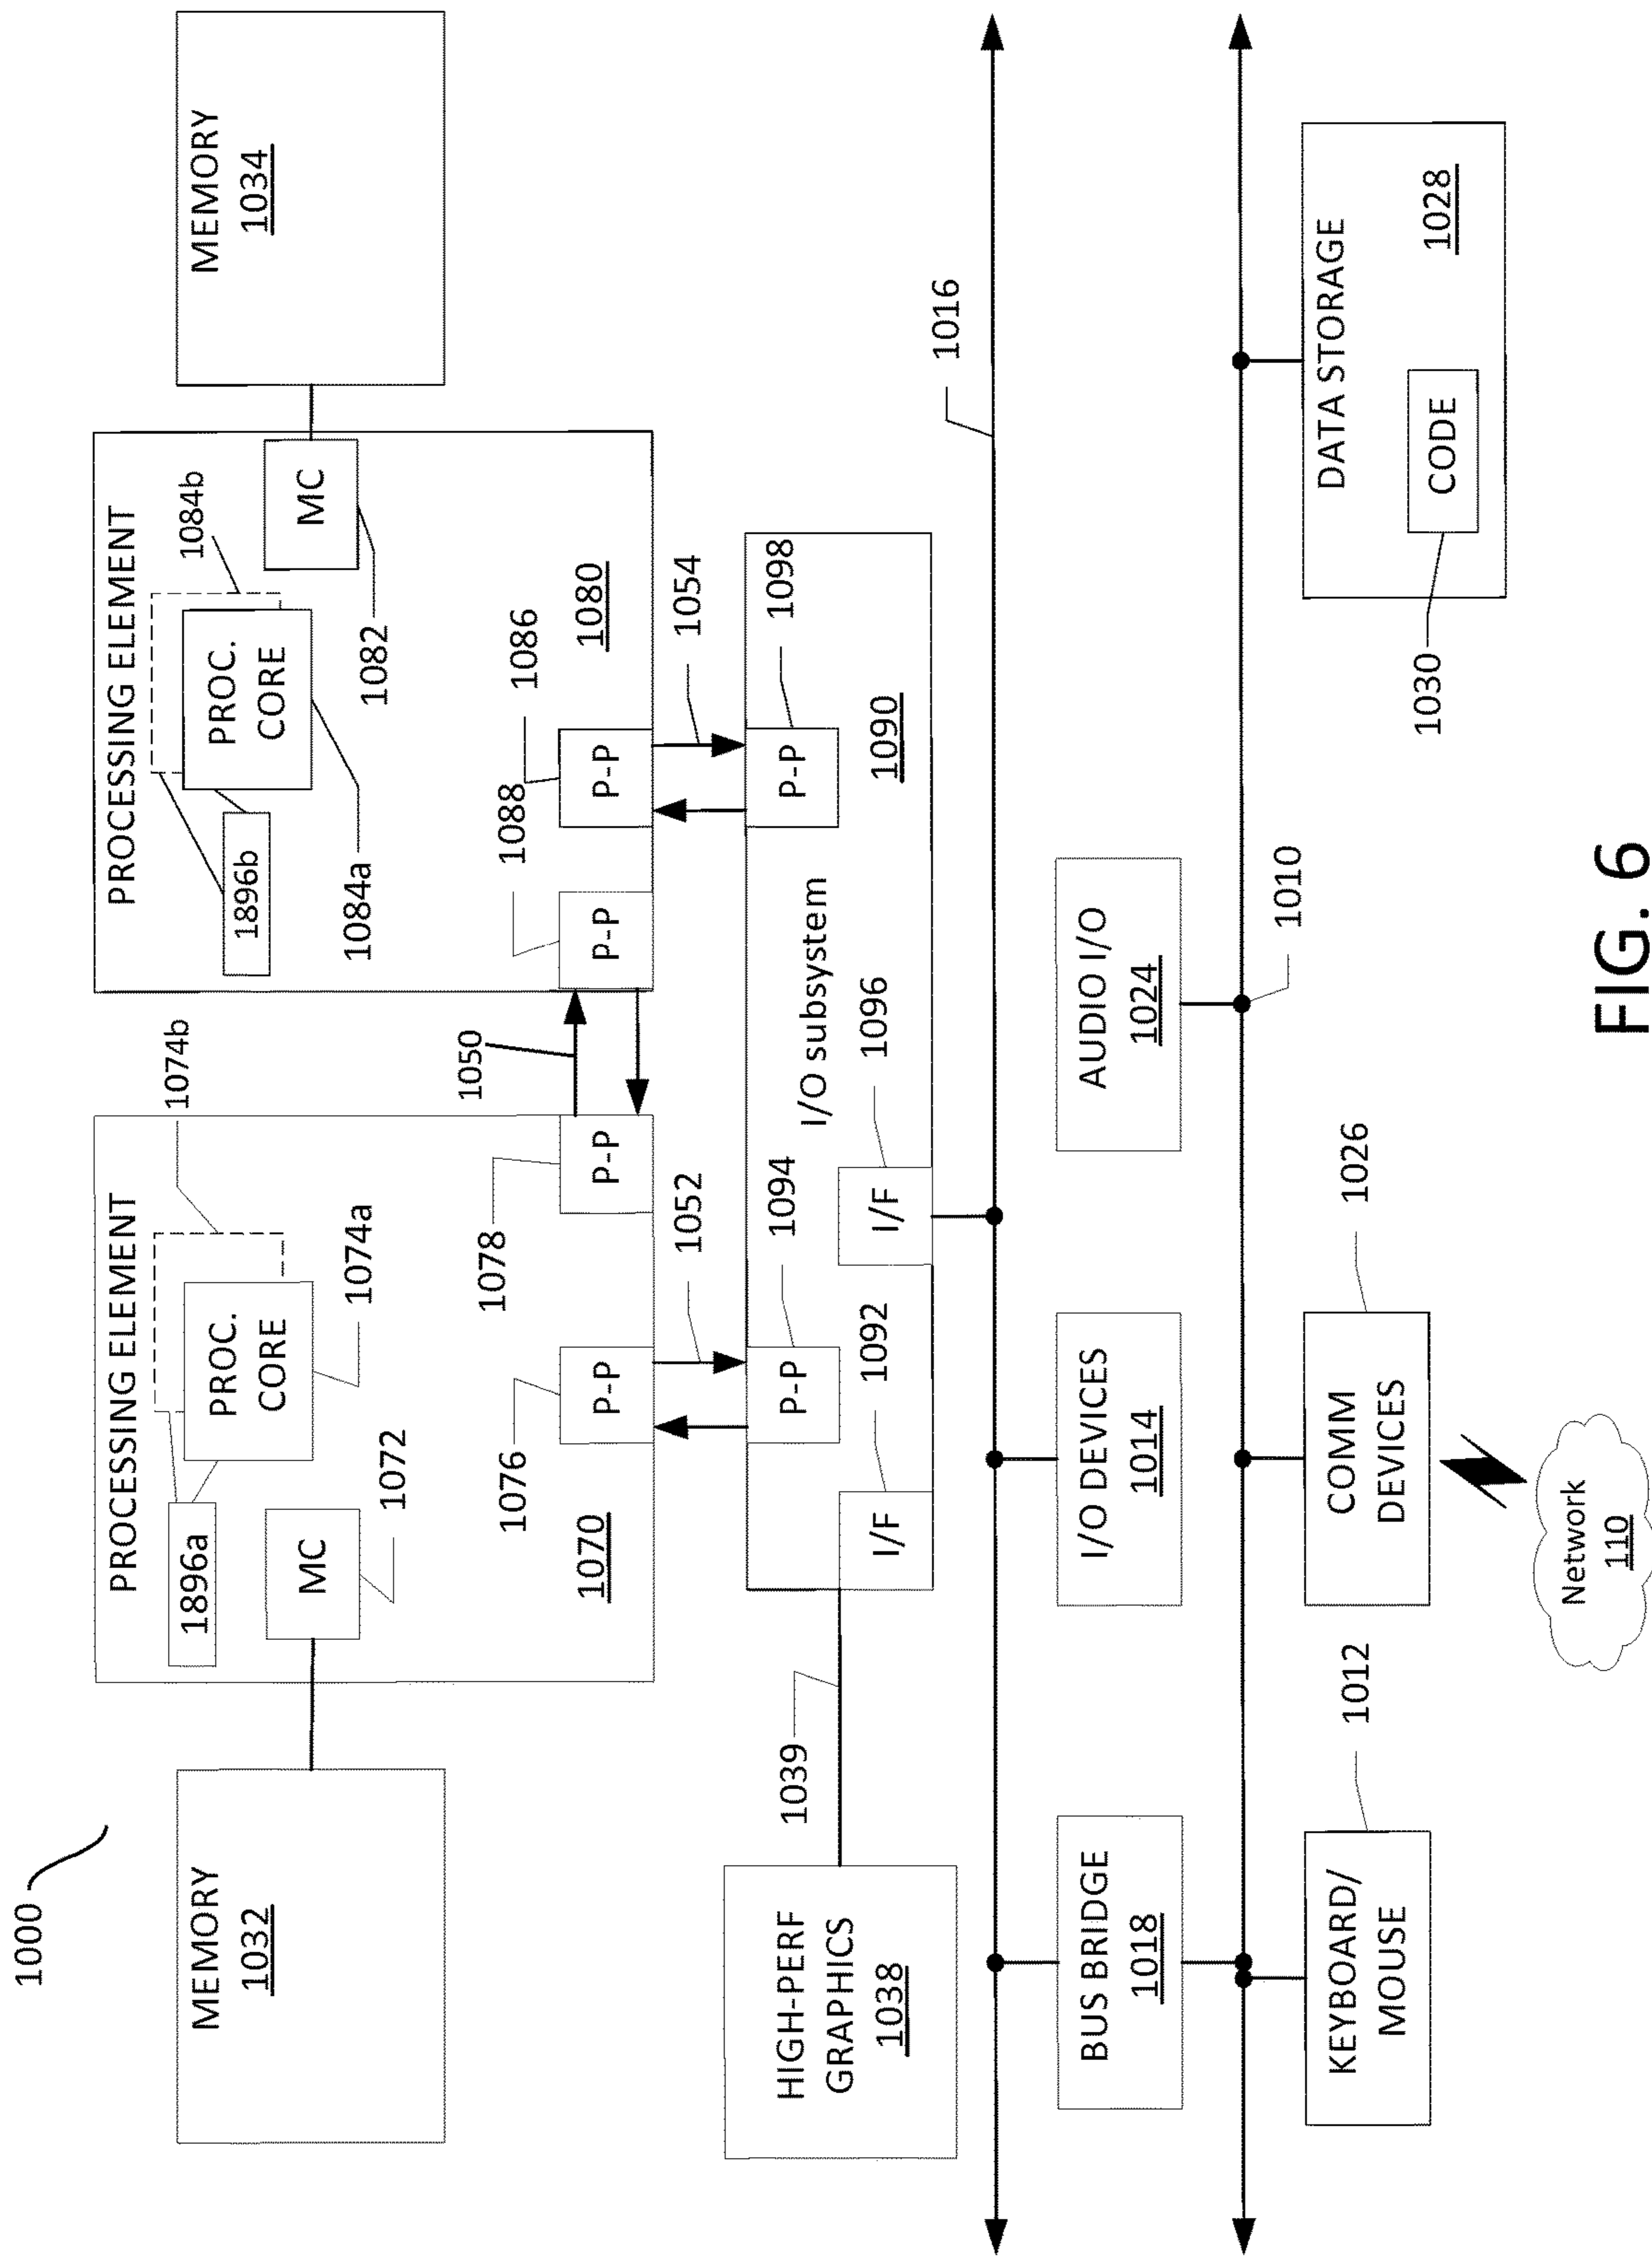 1000
MEMORY
1032
PROCESSING ELEMENT
1896a
PROC.
CORE
1074b
1074a
MC
1072
1070
1076
P-P
1078
P-P
1050
PROCESSING ELEMENT
1896b
PROC.
CORE
1084b
1084a
MC
1082
1088
P-P
1086
P-P
1080
MEMORY
1034
1052
1054
HIGH-PERF
GRAPHICS
1038
1039
P-P
1094
I/O subsystem
P-P
1098
1090
I/F
1092
I/F
1096
1016
BUS BRIDGE
1018
I/O DEVICES
1014
AUDIO I/O
1024
1010
KEYBOARD/
MOUSE
1012
COMM
DEVICES
1026
DATA STORAGE
1028
CODE
1030
Network
110
FIG. 6